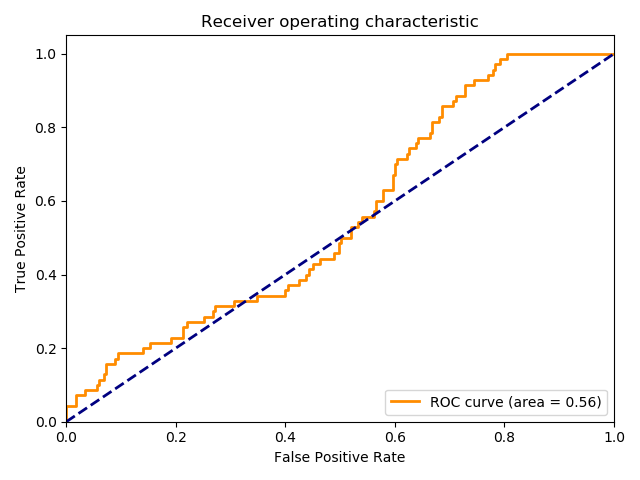 Receiver operating characteristic
True Positive Rate
1.0
0.8
0.6
0.4
0.2
0.0
ROC curve (area = 0.56)
0.0 0.2 0.4 0.6 0.8 1.0
False Positive Rate